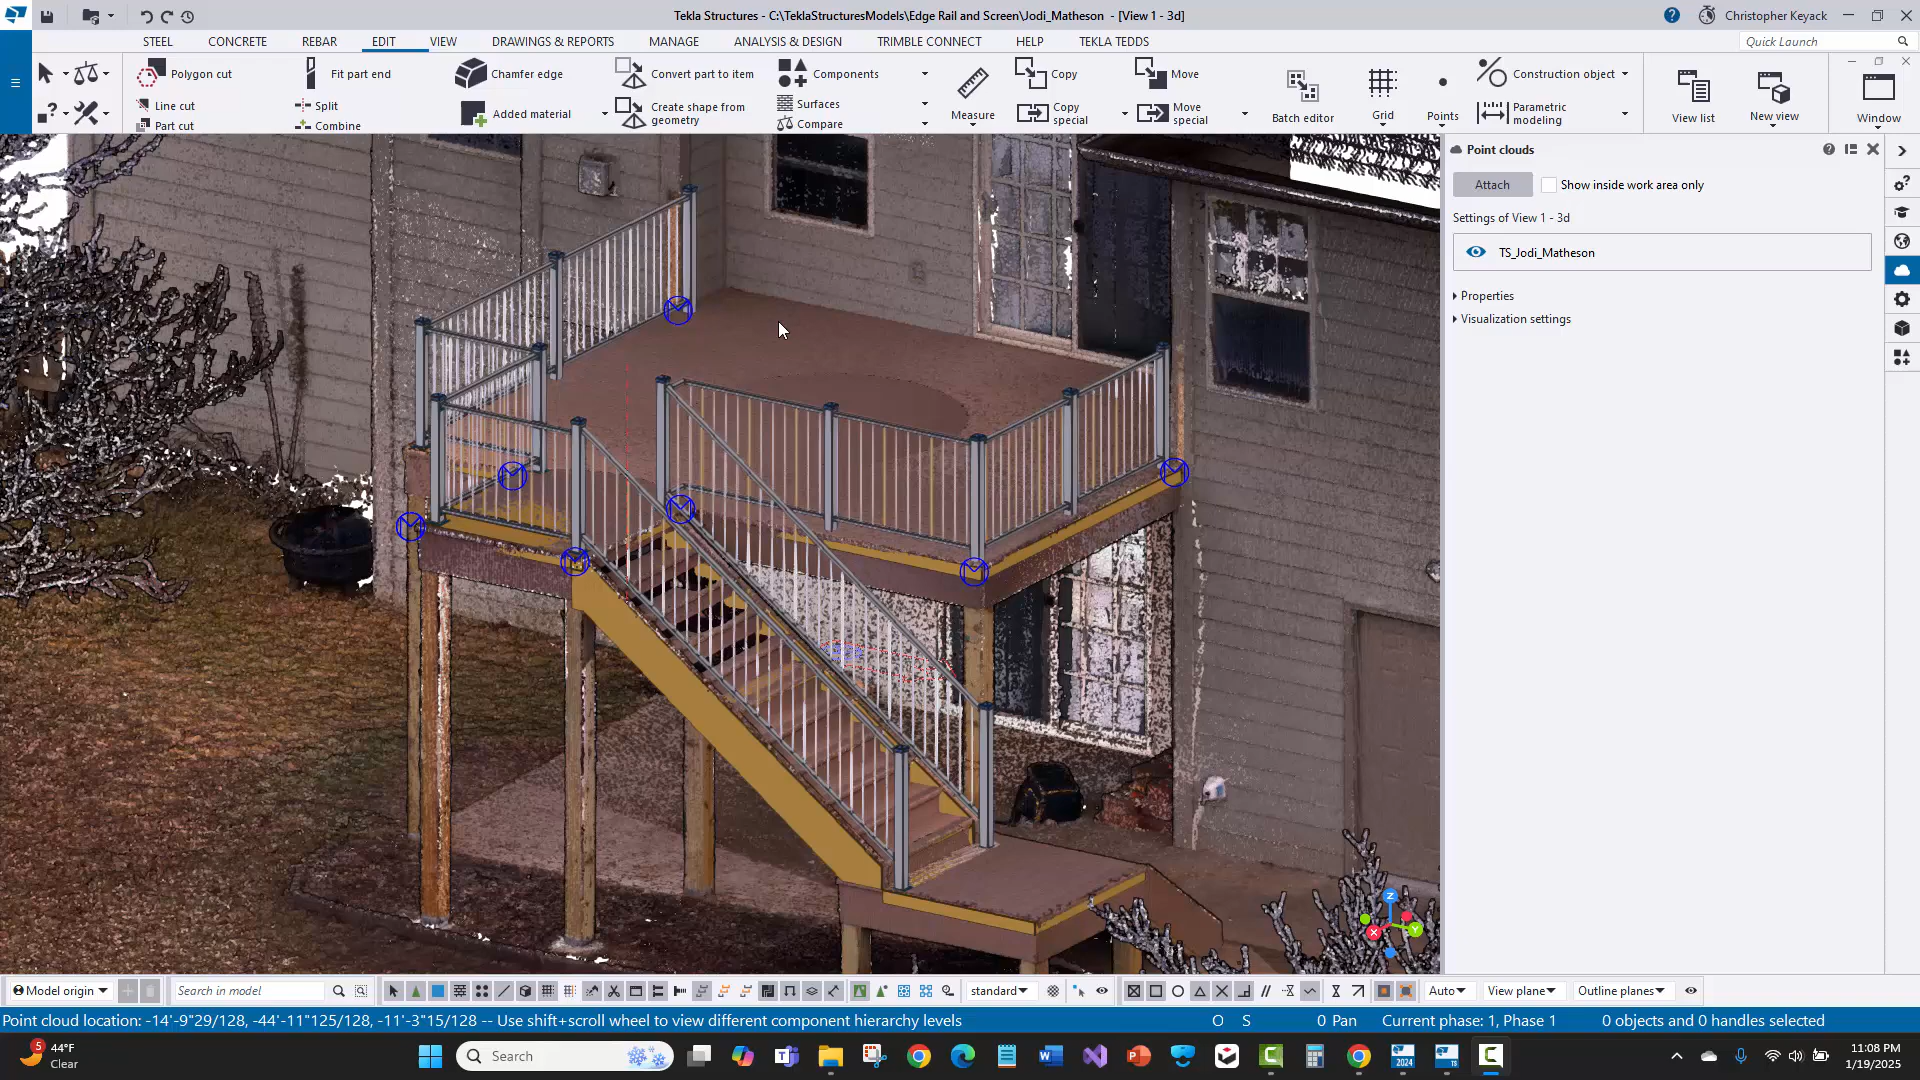 Tekla Structures - C:\TeklaStructuresModels\Edge Rail and Screen\Jodi_Matheson - [View 1 - 3d]
Christopher Keyack
STEEL CONCRETE REBAR EDIT VIEW DRAWINGS & REPORTS MANAGE ANALYSIS & DESIGN TRIMBLE CONNECT HELP TEKLA TEDDS
Quick Launch
Polygon cut
Line cut
Part cut
Fit part end
Split
Combine
Chamfer edge
Added material
Convert part to item
Create shape from
geometry
Components
Surfaces
Compare
Measure
Copy
Copy
special
Move
Move
special
Batch editor
Grid
Points
Construction object
Parametric
modeling
View list
New view
Window
Point clouds
Attach
Show inside work area only
Settings of View 1 - 3d
TS_Jodi_Matheson
Properties
Visualization settings
Z
X
Y
Model origin
Search in model
standard
Auto
View plane
Outline planes
Point cloud location: -14'-9"29/128, -44'-11"125/128, -11'-3"15/128 -- Use shift+scroll wheel to view different component hierarchy levels
O S 0 Pan Current phase: 1, Phase 1 0 objects and 0 handles selected
5
44°F
Clear
Search
2024
TS
11:08 PM
1/19/2025